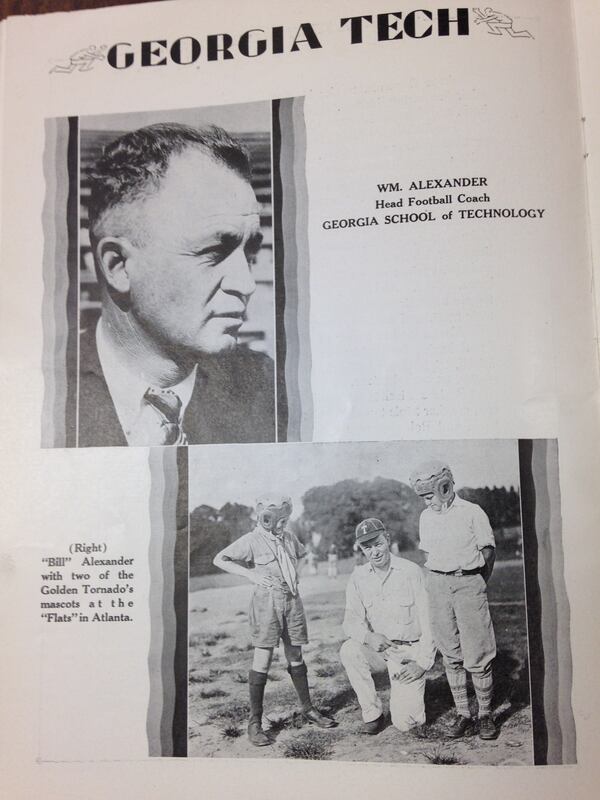 GEORGIA TECH
WM. ALEXANDER
Head Football Coach
GEORGIA SCHOOL of TECHNOLOGY
(Right)
"Bill" Alexander
with two of the
Golden Tornado's
mascots at the
"Flats" in Atlanta.
T